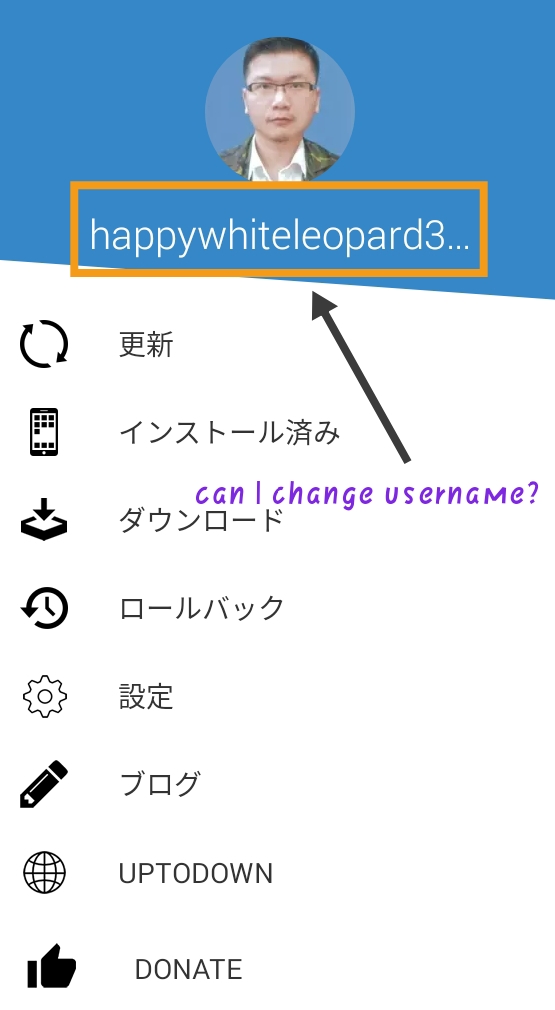 happywhiteleopard3...
更新
インストール済み
can I change username?
ダウンロード
ロールバック
設定
ブログ
UPTODOWN
DONATE